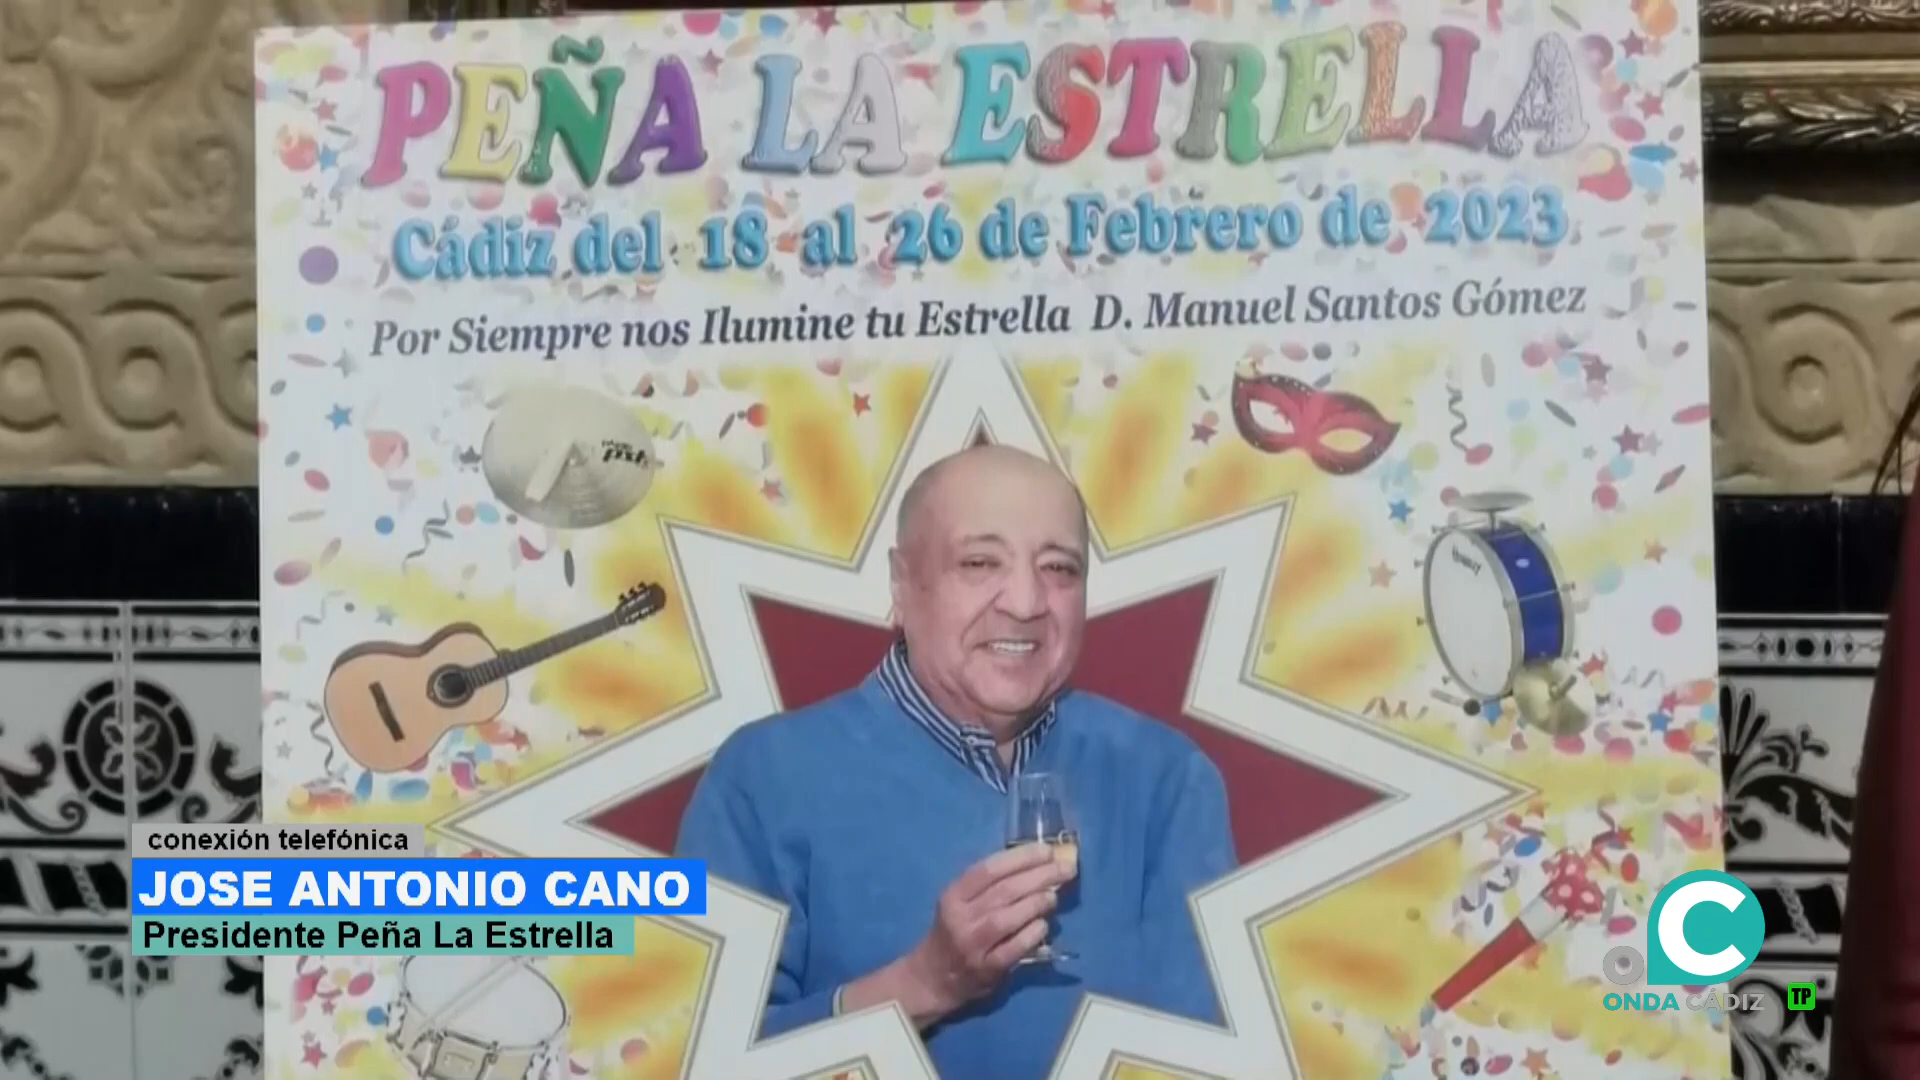 PEÑA LA ESTRELLA
Cádiz del 18 al 26 de Febrero de 2023
Por Siempre nos Ilumine tu Estrella D. Manuel Santos Gómez
conexión telefónica
JOSE ANTONIO CANO
Presidente Peña La Estrella
C
ONDA CÁDIZ
TP